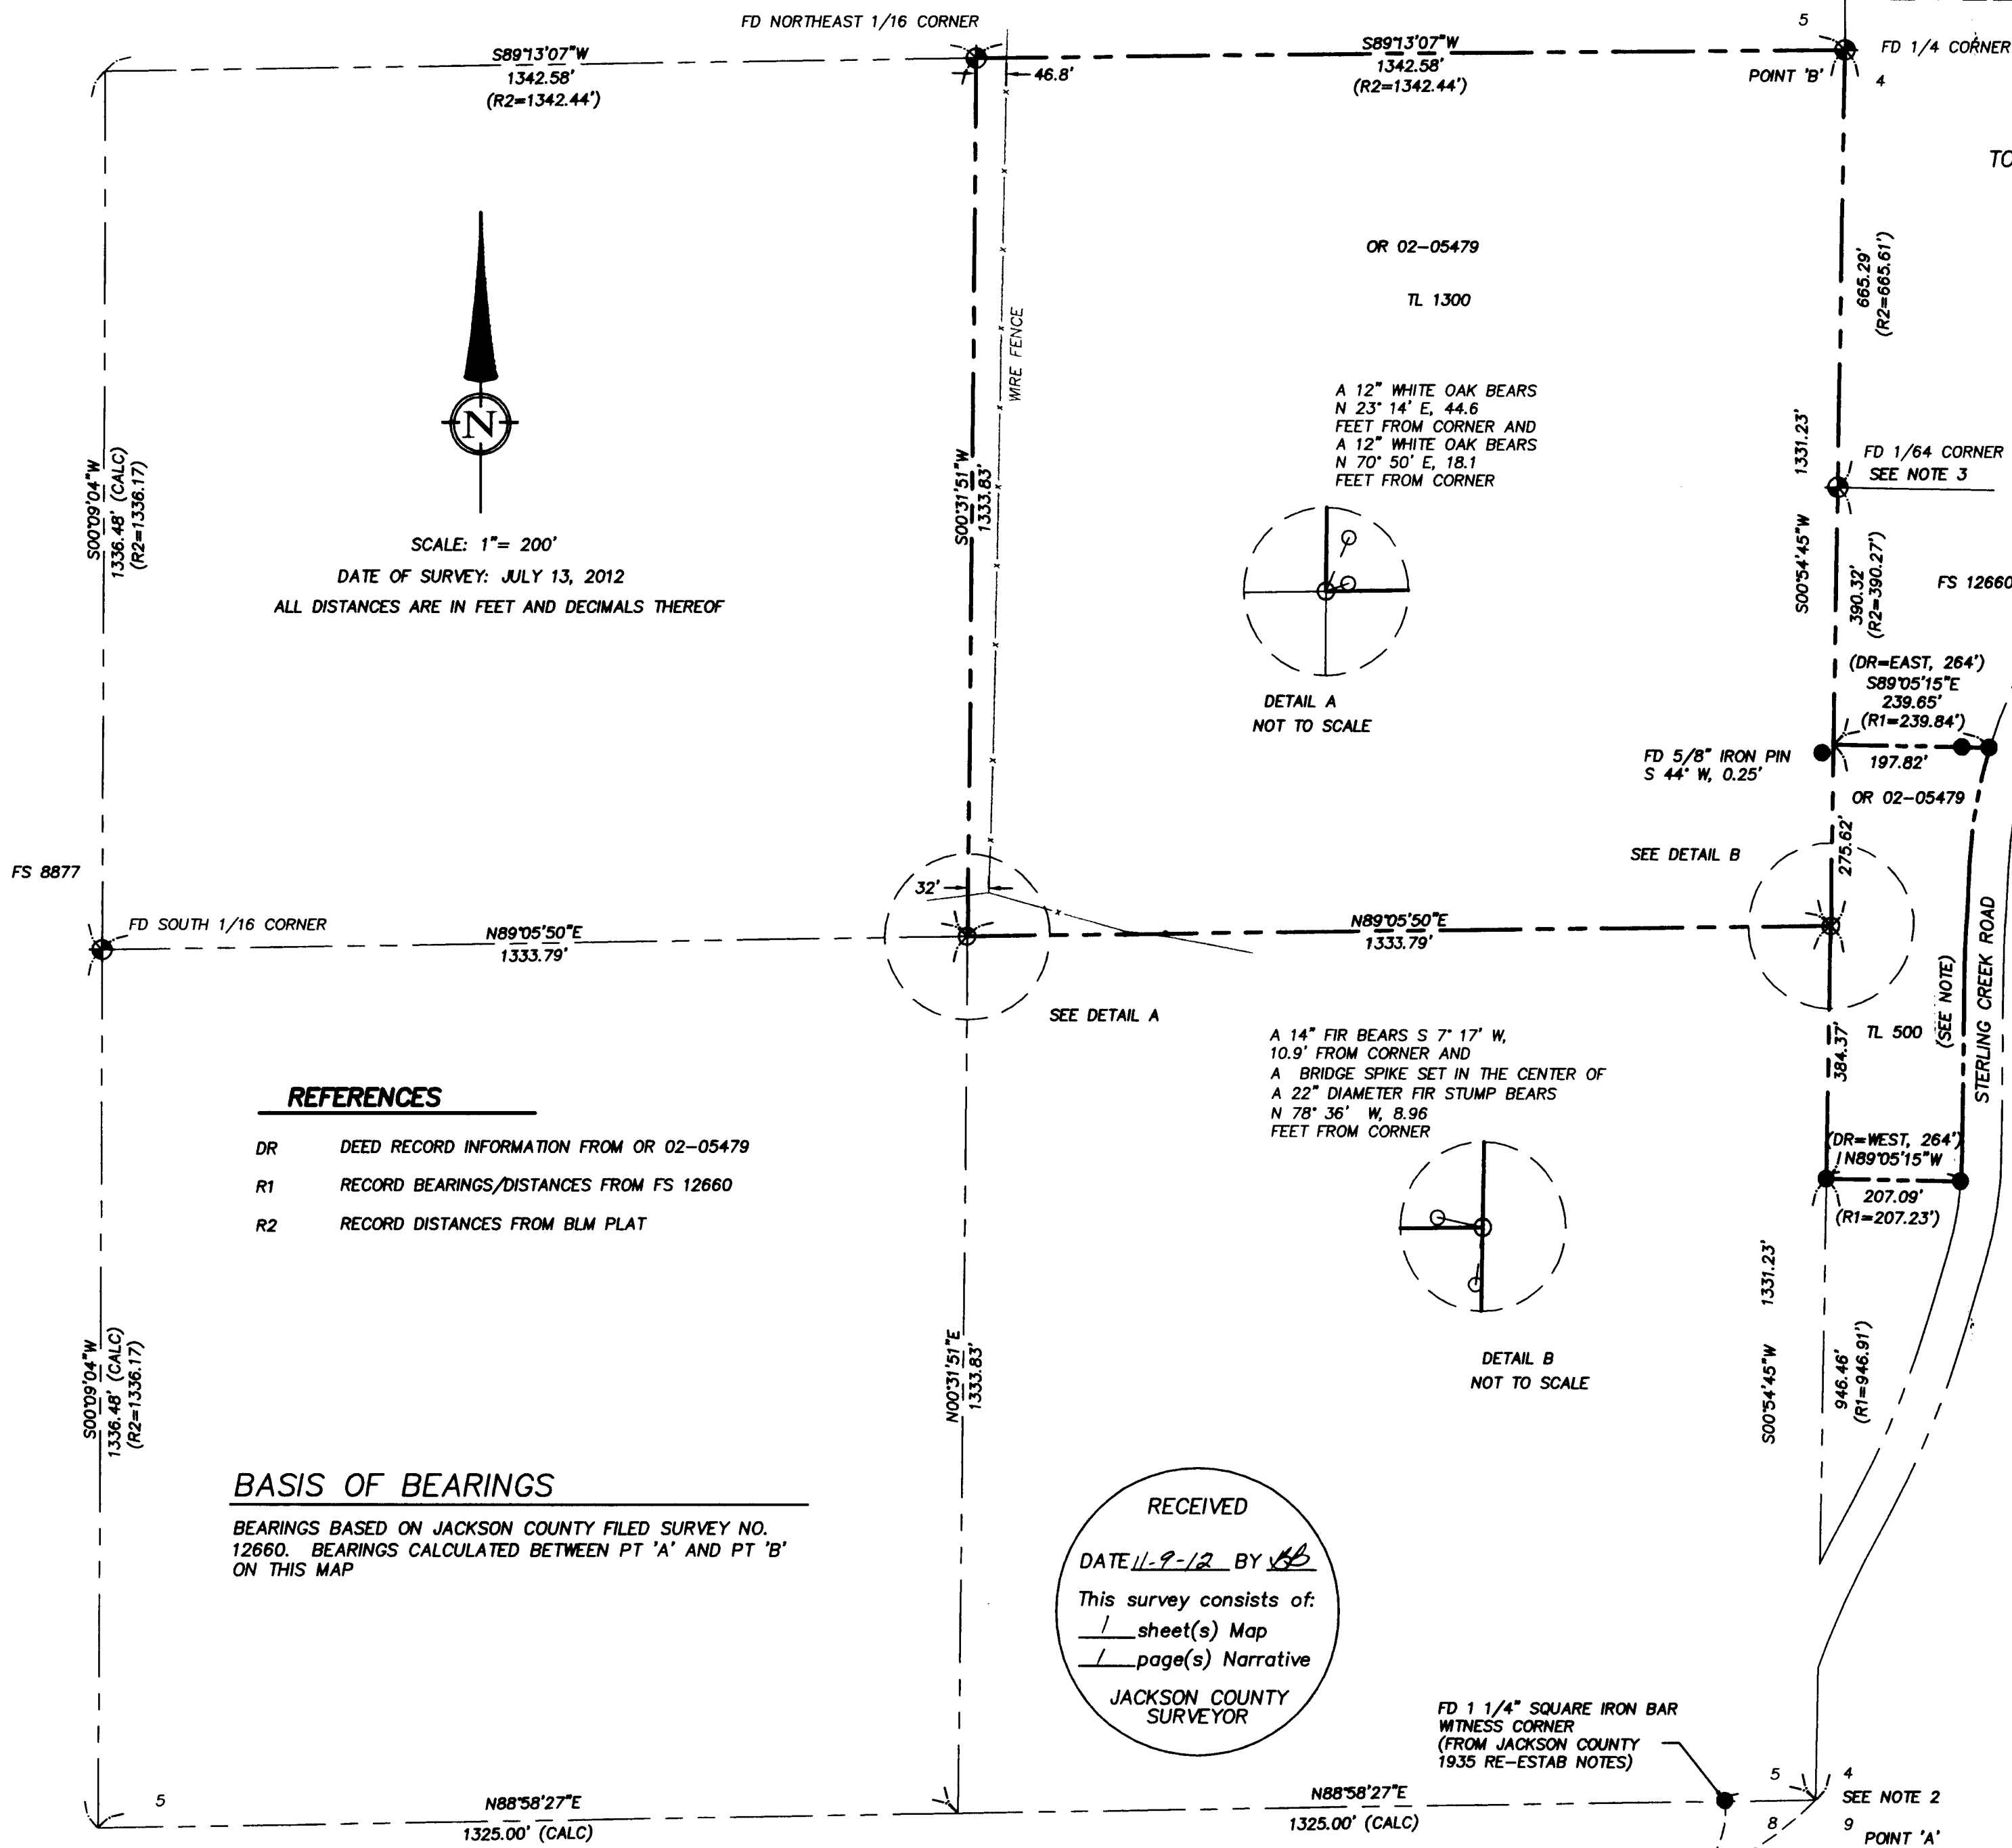 FD NORTHEAST 1/16 CORNER
5
FD 1/4 CORNER
S89°13'07"W
1342.58'
(R2=1342.44')
46.8'
S89°13'07"W
1342.58'
(R2=1342.44')
POINT 'B'
4
TO
OR 02-05479
TL 1300
665.29'
(R2=665.61')
WIRE FENCE
A 12" WHITE OAK BEARS
N 23° 14' E, 44.6
FEET FROM CORNER AND
A 12" WHITE OAK BEARS
N 70° 50' E, 18.1
FEET FROM CORNER
1331.23'
S00°54'45"W
FD 1/64 CORNER
SEE NOTE 3
N
S00°09'04"W
1336.48' (CALC)
(R2=1336.17)
S00°31'51"W
1333.83'
SCALE: 1"= 200'
DATE OF SURVEY: JULY 13, 2012
ALL DISTANCES ARE IN FEET AND DECIMALS THEREOF
390.32'
(R2=390.27')
FS 12660
DETAIL A
NOT TO SCALE
(DR=EAST, 264')
S89°05'15"E
239.65'
(R1=239.84')
197.82'
FD 5/8" IRON PIN
S 44° W, 0.25'
OR 02-05479
275.62'
SEE DETAIL B
FS 8877
FD SOUTH 1/16 CORNER
32'
N89°05'50"E
1333.79'
N89°05'50"E
1333.79'
SEE DETAIL A
(SEE NOTE)
STERLING CREEK ROAD
TL 500
384.37'
A 14" FIR BEARS S 7° 17' W,
10.9' FROM CORNER AND
A BRIDGE SPIKE SET IN THE CENTER OF
A 22" DIAMETER FIR STUMP BEARS
N 78° 36' W, 8.96
FEET FROM CORNER
REFERENCES
DR DEED RECORD INFORMATION FROM OR 02-05479
R1 RECORD BEARINGS/DISTANCES FROM FS 12660
R2 RECORD DISTANCES FROM BLM PLAT
(DR=WEST, 264')
N89°05'15"W
207.09'
(R1=207.23')
S00°09'04"W
1336.48' (CALC)
(R2=1336.17)
N00°31'51"E
1333.83'
DETAIL B
NOT TO SCALE
S00°54'45"W 1331.23'
946.46'
(R1=946.91')
BASIS OF BEARINGS
BEARINGS BASED ON JACKSON COUNTY FILED SURVEY NO.
12660. BEARINGS CALCULATED BETWEEN PT 'A' AND PT 'B'
ON THIS MAP
RECEIVED
DATE 11-9-12 BY BB
This survey consists of:
1 sheet(s) Map
1 page(s) Narrative
JACKSON COUNTY
SURVEYOR
FD 1 1/4" SQUARE IRON BAR
WITNESS CORNER
(FROM JACKSON COUNTY
1935 RE-ESTAB NOTES)
5
N88°58'27"E
1325.00' (CALC)
N88°58'27"E
1325.00' (CALC)
5
4
SEE NOTE 2
8
9
POINT 'A'